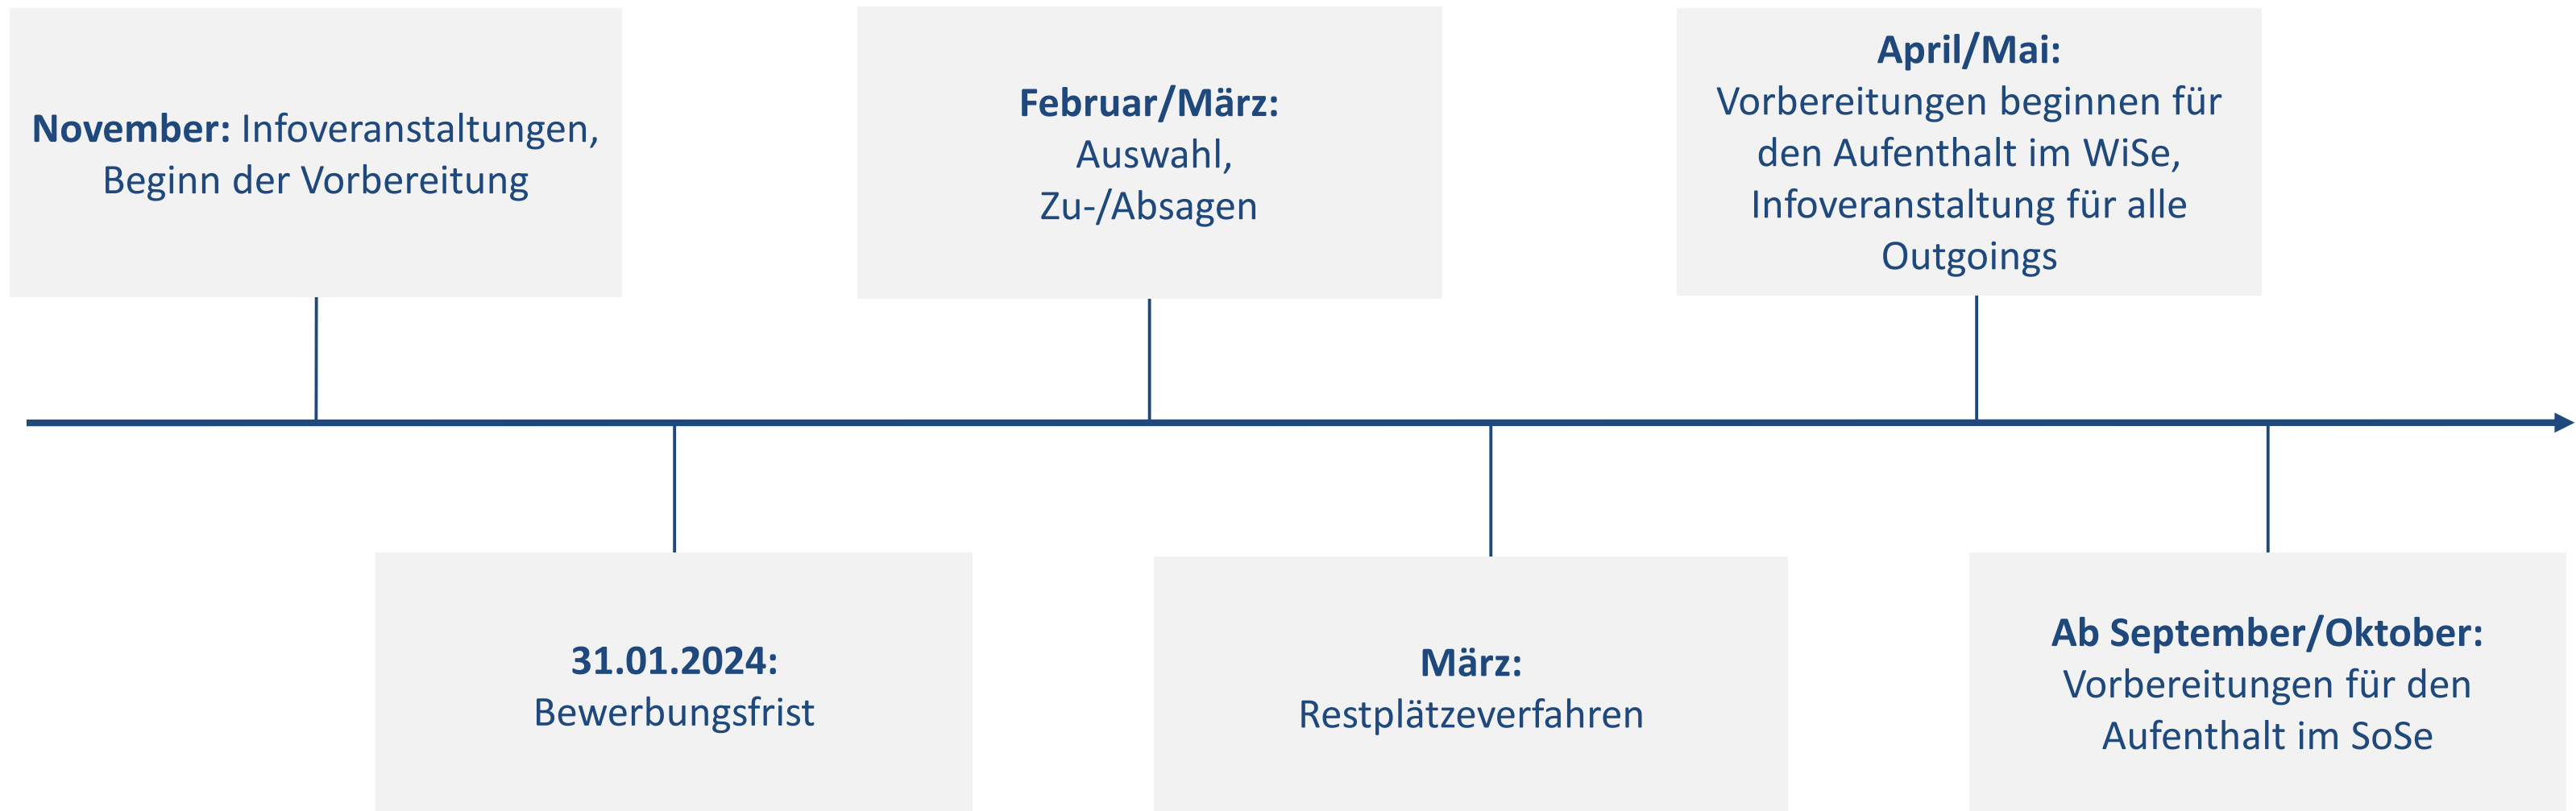 November: Infoveranstaltungen,
Beginn der Vorbereitung
31.01.2024:
Bewerbungsfrist
Februar/März:
Auswahl,
Zu-/Absagen
März:
Restplätzeverfahren
April/Mai:
Vorbereitungen beginnen für
den Aufenthalt im WiSe,
Infoveranstaltung für alle
Outgoings
Ab September/Oktober:
Vorbereitungen für den
Aufenthalt im SoSe